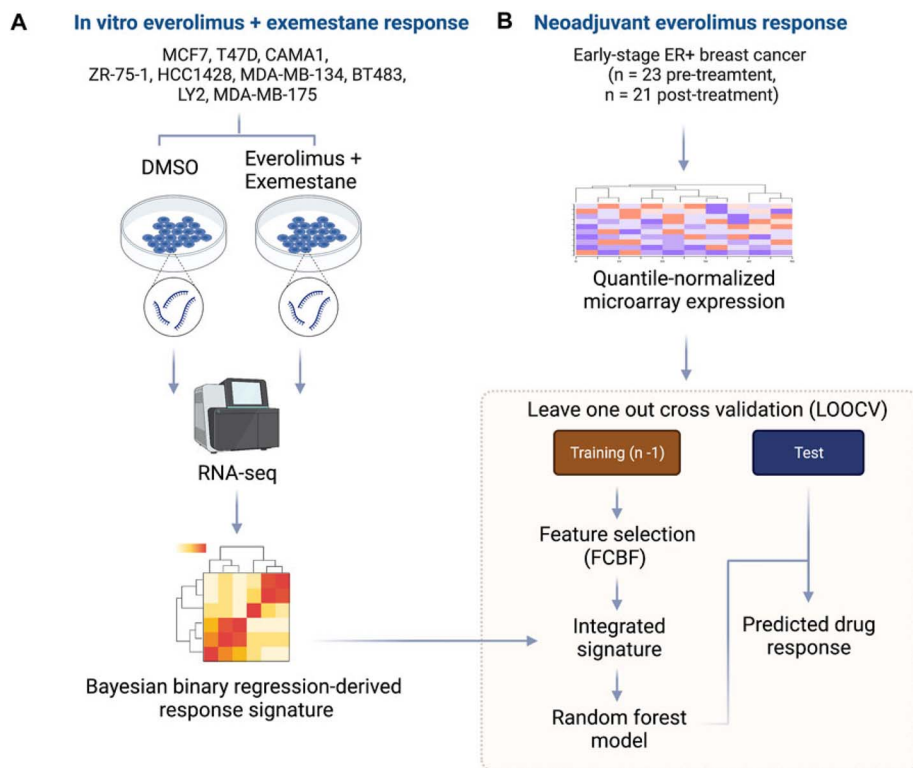 A
In vitro everolimus + exemestane response
MCF7, T47D, CAMA1,
ZR-75-1, HCC1428, MDA-MB-134, BT483,
LY2, MDA-MB-175
DMSO
Everolimus +
Exemestane
RNA-seq
Bayesian binary regression-derived
response signature
B
Neoadjuvant everolimus response
Early-stage ER+ breast cancer
(n = 23 pre-treamtent,
n = 21 post-treatment)
Quantile-normalized
microarray expression
Leave one out cross validation (LOOCV)
Training (n -1)
Test
Feature selection
(FCBF)
Integrated
signature
Random forest
model
Predicted drug
response